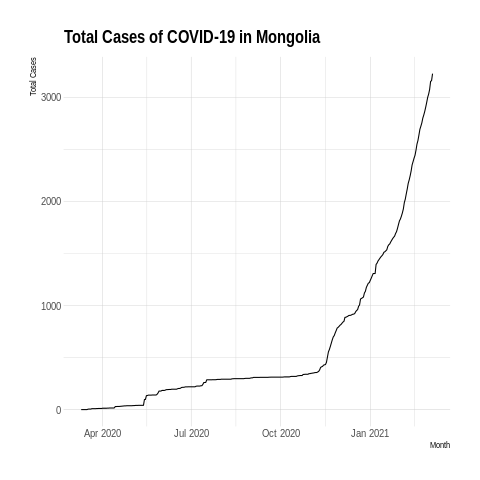 Total Cases of COVID-19 in Mongolia
Total Cases
3000
2000
1000
0
Apr 2020 Jul 2020 Oct 2020 Jan 2021
Month